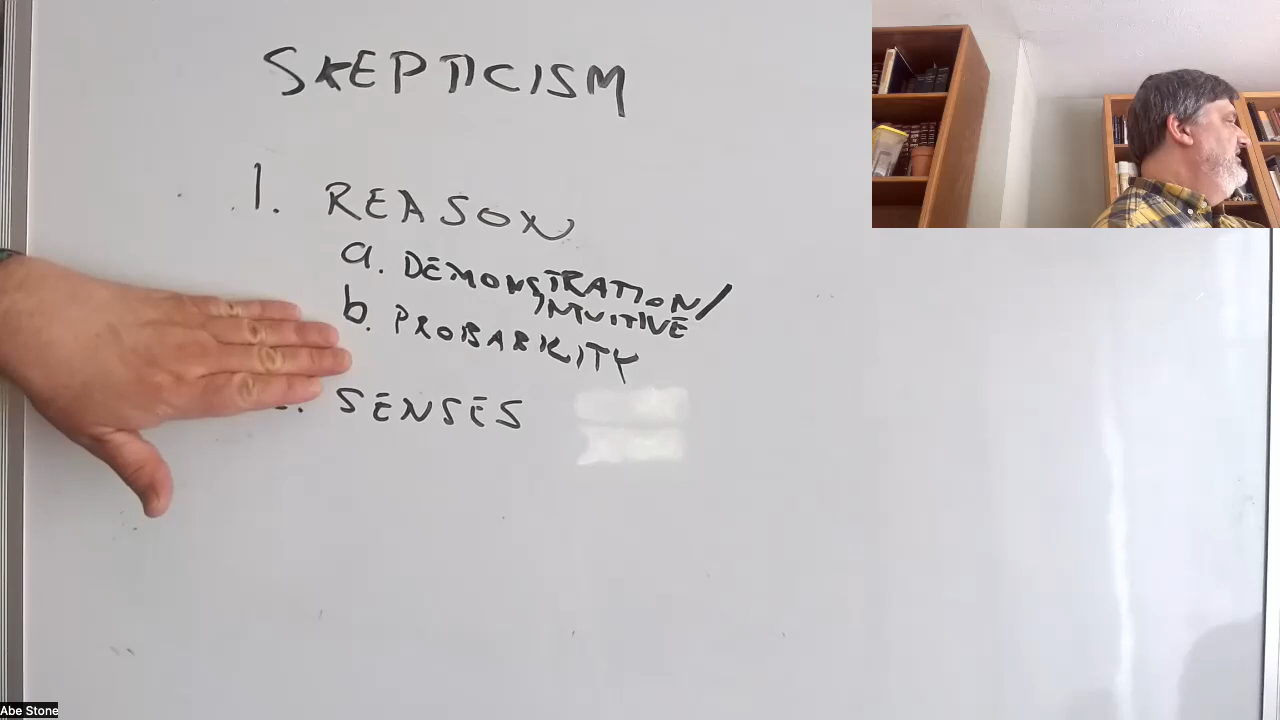 SKEPTICISM
1. REASON
a. DEMONSTRATION/
INTUITIVE
b. PROBABILITY
. SENSES
Abe Stone